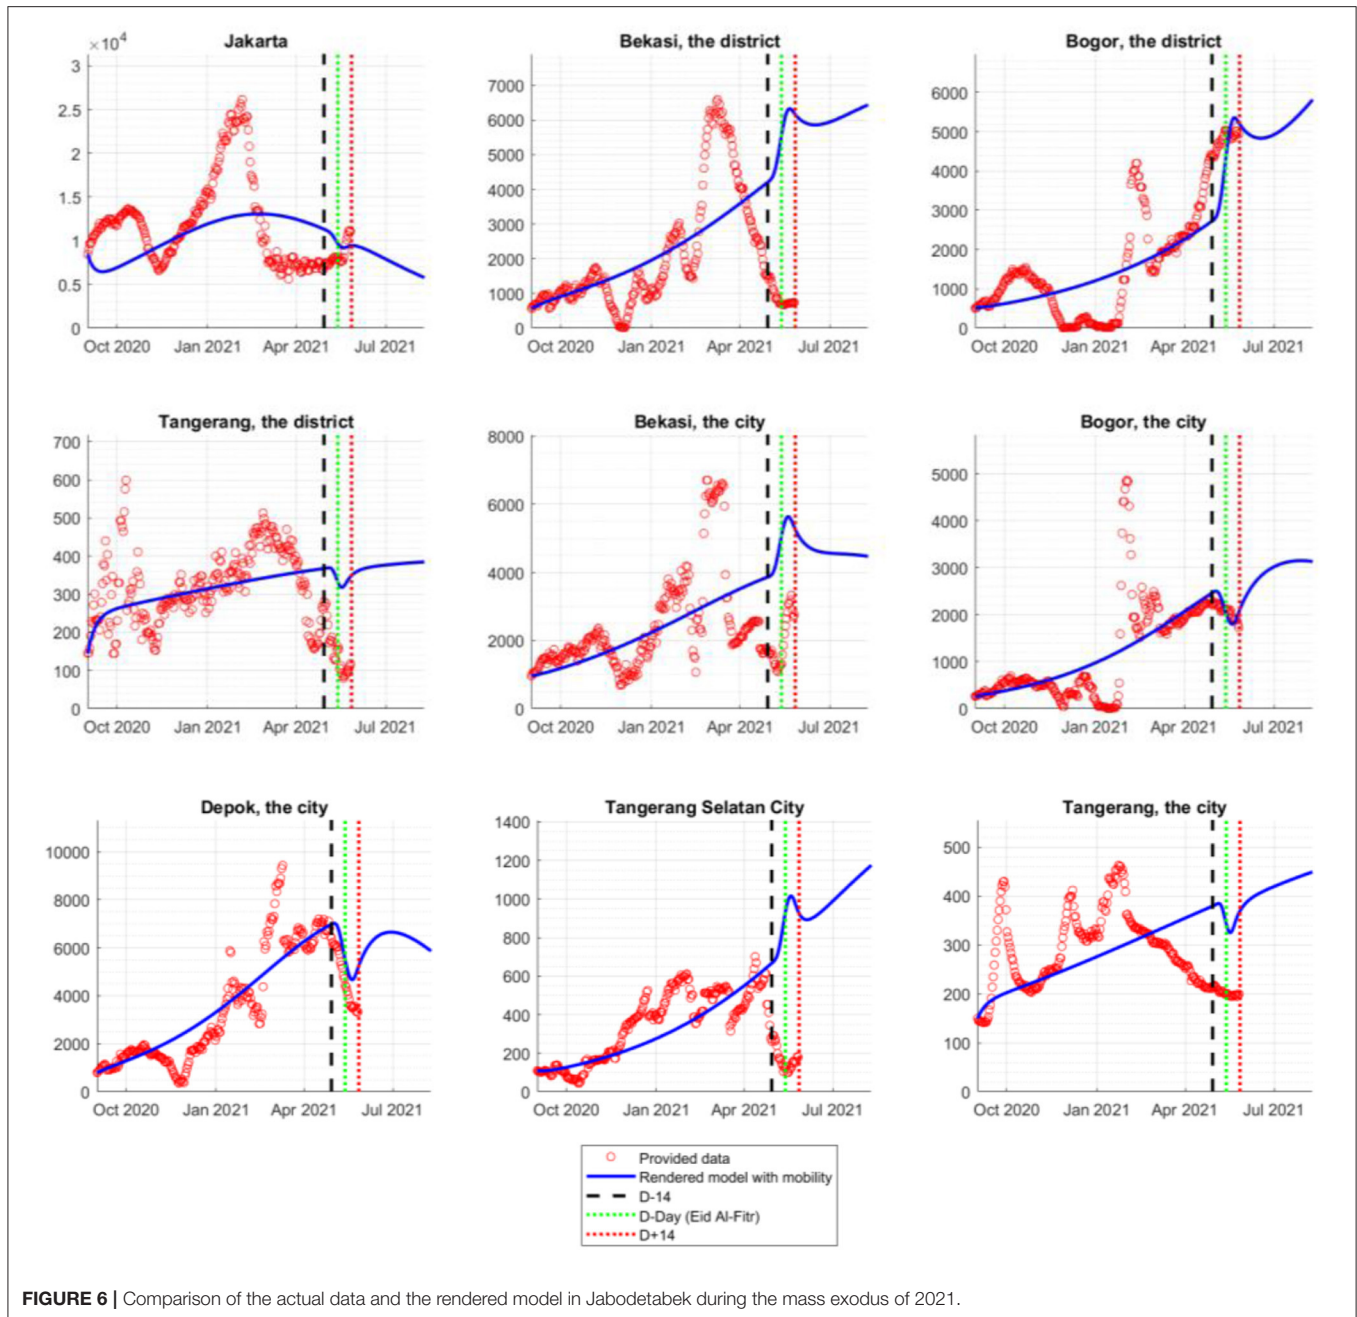 Jakarta
×10⁴
3
2.5
2
1.5
1
0.5
0
Oct 2020 Jan 2021 Apr 2021 Jul 2021
Bekasi, the district
7000
6000
5000
4000
3000
2000
1000
0
Oct 2020 Jan 2021 Apr 2021 Jul 2021
Bogor, the district
6000
5000
4000
3000
2000
1000
0
Oct 2020 Jan 2021 Apr 2021 Jul 2021
Tangerang, the district
700
600
500
400
300
200
100
0
Oct 2020 Jan 2021 Apr 2021 Jul 2021
Bekasi, the city
8000
6000
4000
2000
0
Oct 2020 Jan 2021 Apr 2021 Jul 2021
Bogor, the city
5000
4000
3000
2000
1000
0
Oct 2020 Jan 2021 Apr 2021 Jul 2021
Depok, the city
10000
8000
6000
4000
2000
0
Oct 2020 Jan 2021 Apr 2021 Jul 2021
Tangerang Selatan City
1400
1200
1000
800
600
400
200
0
Oct 2020 Jan 2021 Apr 2021 Jul 2021
Tangerang, the city
500
400
300
200
100
0
Oct 2020 Jan 2021 Apr 2021 Jul 2021
Provided data
Rendered model with mobility
D-14
D-Day (Eid Al-Fitr)
D+14
FIGURE 6 | Comparison of the actual data and the rendered model in Jabodetabek during the mass exodus of 2021.